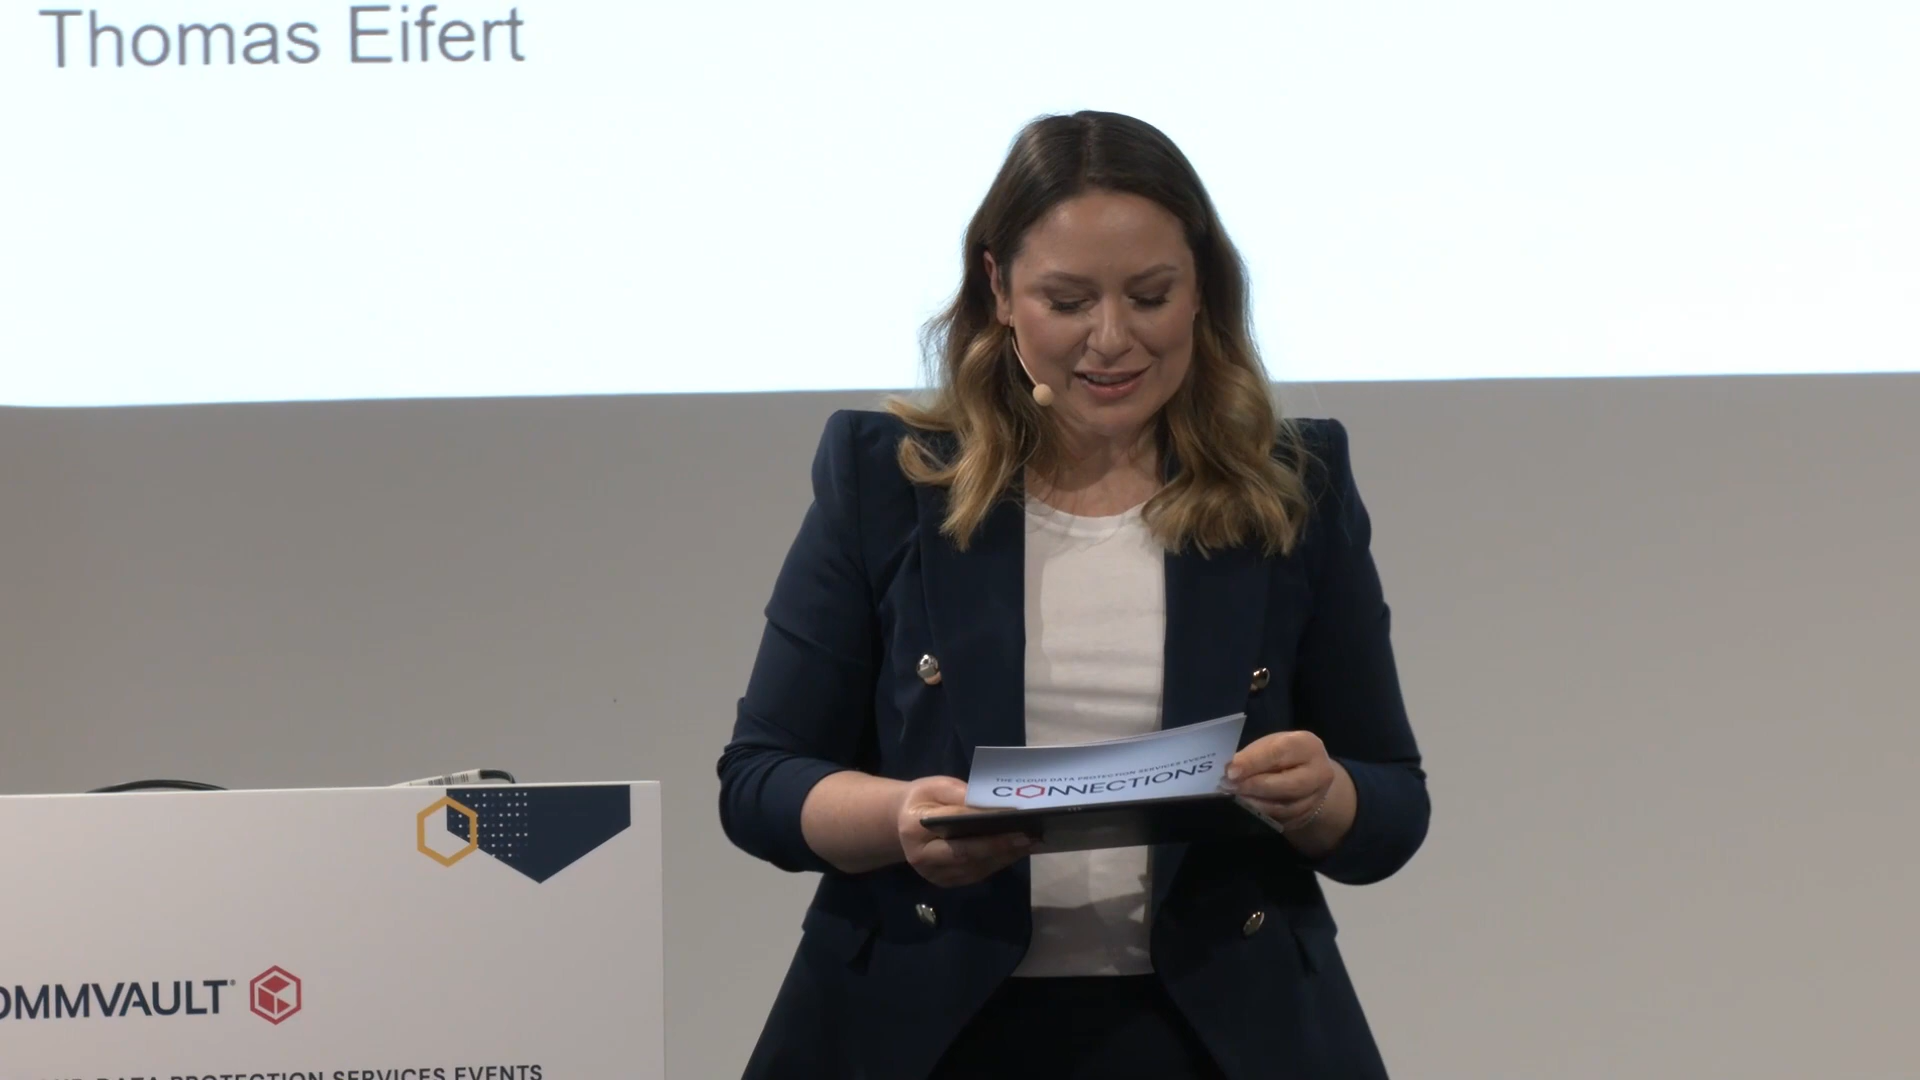 Thomas Eifert
THE CLOUD DATA PROTECTION SERVICES EVENTS
CONNECTIONS
OMMVAULT
DATA PROTECTION SERVICES EVENTS